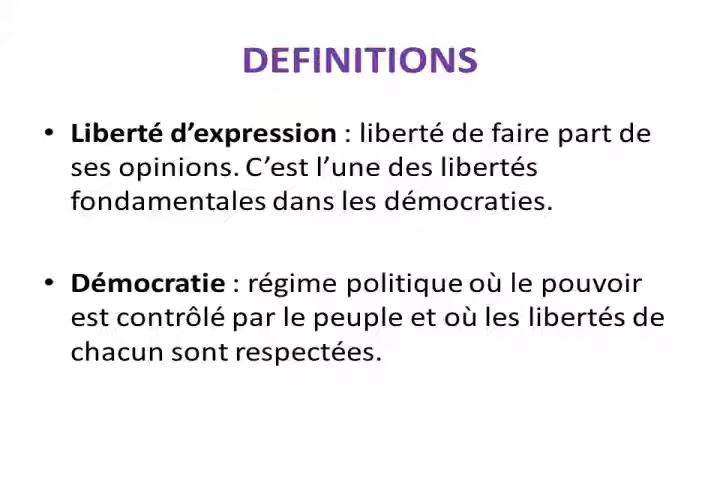 DEFINITIONS
• Liberté d’expression : liberté de faire part de
ses opinions. C’est l’une des libertés
fondamentales dans les démocraties.
• Démocratie : régime politique où le pouvoir
est contrôlé par le peuple et où les libertés de
chacun sont respectées.